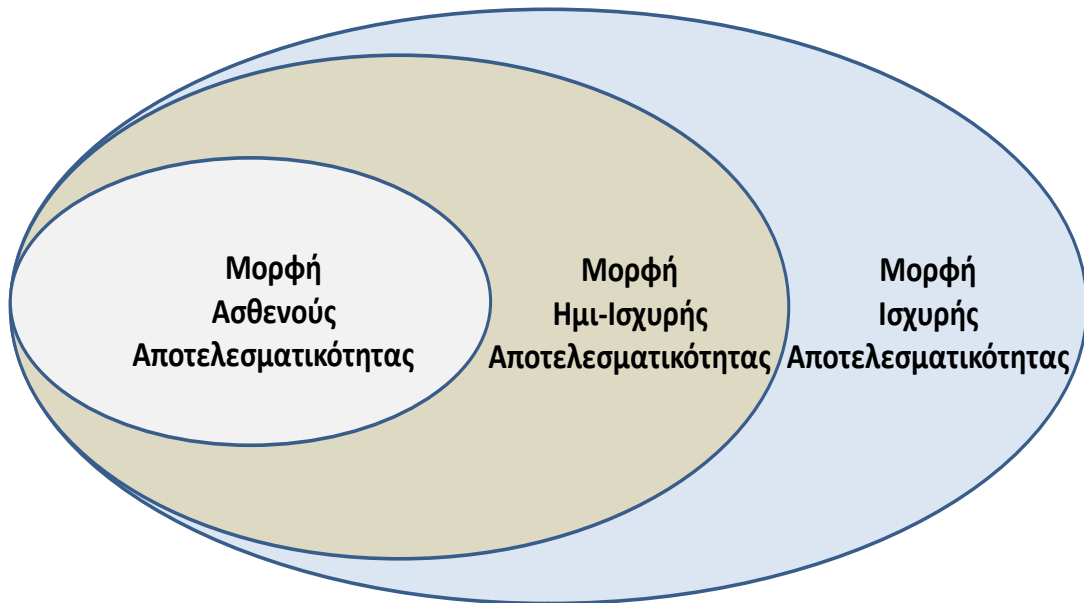 Μορφή
Ασθενούς
Αποτελεσματικότητας
Μορφή
Ημι-Ισχυρής
Αποτελεσματικότητας
Μορφή
Ισχυρής
Αποτελεσματικότητας